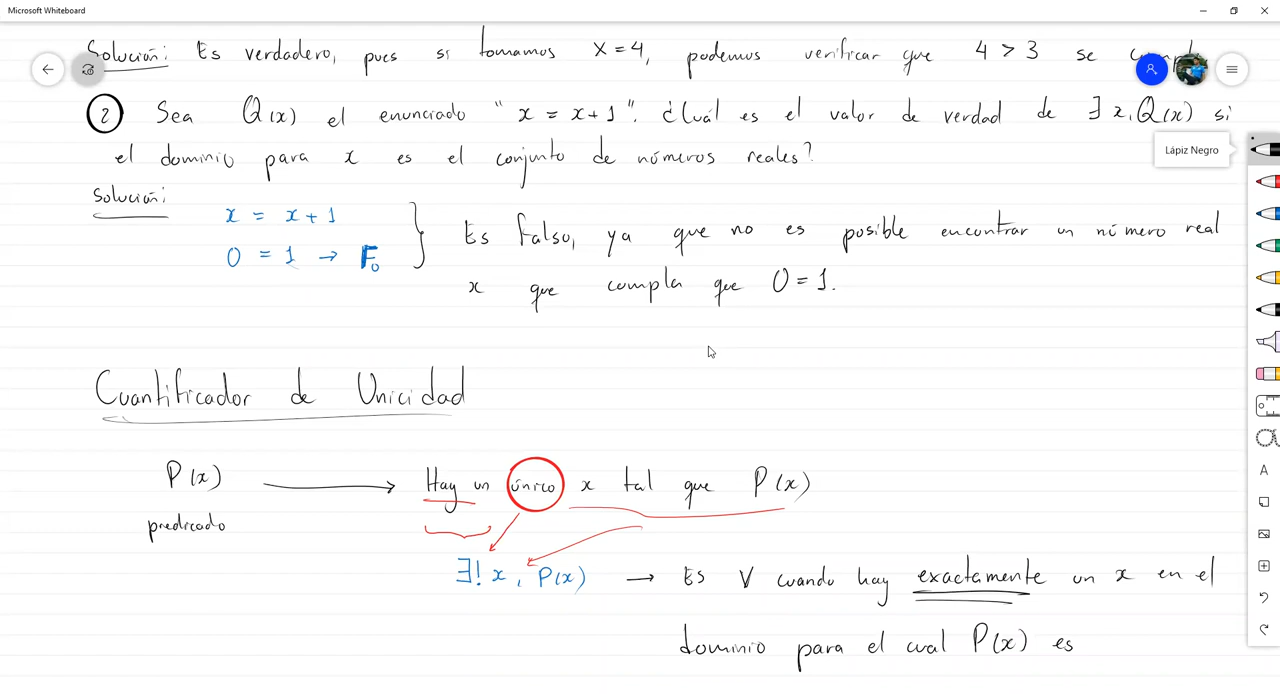 Microsoft Whiteboard
Solución: Es verdadero, pues si tomamos x = 4, podemos verificar que 4 > 3 se
② Sea Q(x) el enunciado "x = x + 1". ¿Cuál es el valor de verdad de ∃x, Q(x) si
el dominio para x es el conjunto de números reales?
Lápiz Negro
Solución:
x = x + 1
0 = 1 → F₀
Es Falso, ya que no es posible encontrar un número real
x que cumpla que 0 = 1.
Cuantificador de Unicidad
P(x) → Hay un único x tal que P(x)
predicado
∃! x, P(x) → Es V cuando hay exactamente un x en el
dominio para el cual P(x) es